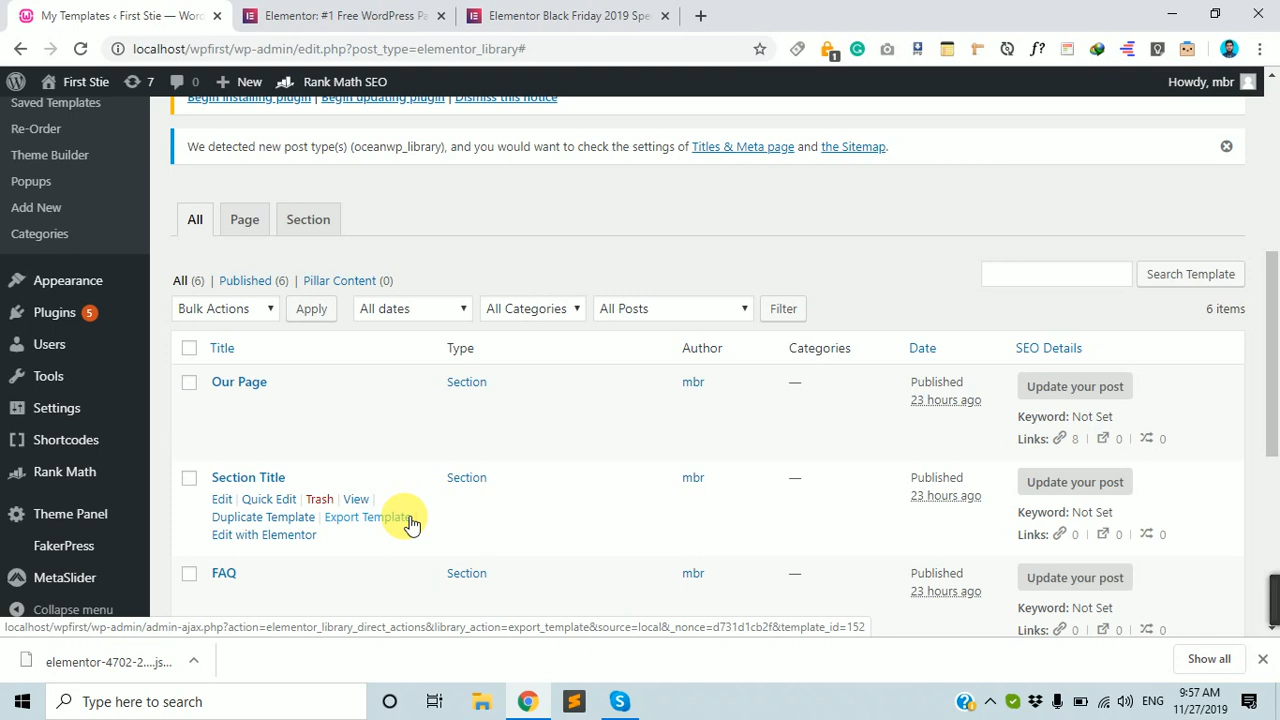 My Templates ‹ First Stie — Wor
Elementor: #1 Free WordPress Pa
Elementor Black Friday 2019 Spe
localhost/wpfirst/wp-admin/edit.php?post_type=elementor_library#
1
f?
First Stie 7 0 New Rank Math SEO Howdy, mbr
Saved Templates
Re-Order
Theme Builder
Popups
Add New
Categories
Appearance
Plugins 5
Users
Tools
Settings
Shortcodes
Rank Math
Theme Panel
FakerPress
MetaSlider
Collapse menu
Begin installing plugin | Begin updating plugin | Dismiss this notice
We detected new post type(s) (oceanwp_library), and you would want to check the settings of Titles & Meta page and the Sitemap.
All Page Section
All (6) | Published (6) | Pillar Content (0)
Search Template
Bulk Actions Apply All dates All Categories All Posts Filter 6 items
Title Type Author Categories Date SEO Details
Our Page Section mbr — Published Update your post
23 hours ago
Keyword: Not Set
Links: 8 | 0 | 0
Section Title Section mbr — Published Update your post
Edit | Quick Edit | Trash | View | 23 hours ago
Duplicate Template | Export Template |
Keyword: Not Set
Edit with Elementor Links: 0 | 0 | 0
FAQ Section mbr — Published Update your post
23 hours ago
Keyword: Not Set
Links: 0 | 0 | 0
localhost/wpfirst/wp-admin/admin-ajax.php?action=elementor_library_direct_actions&library_action=export_template&source=local&_nonce=d731d1cb2f&template_id=152
elementor-4702-2....js... Show all
Type here to search
ENG
9:57 AM
11/27/2019